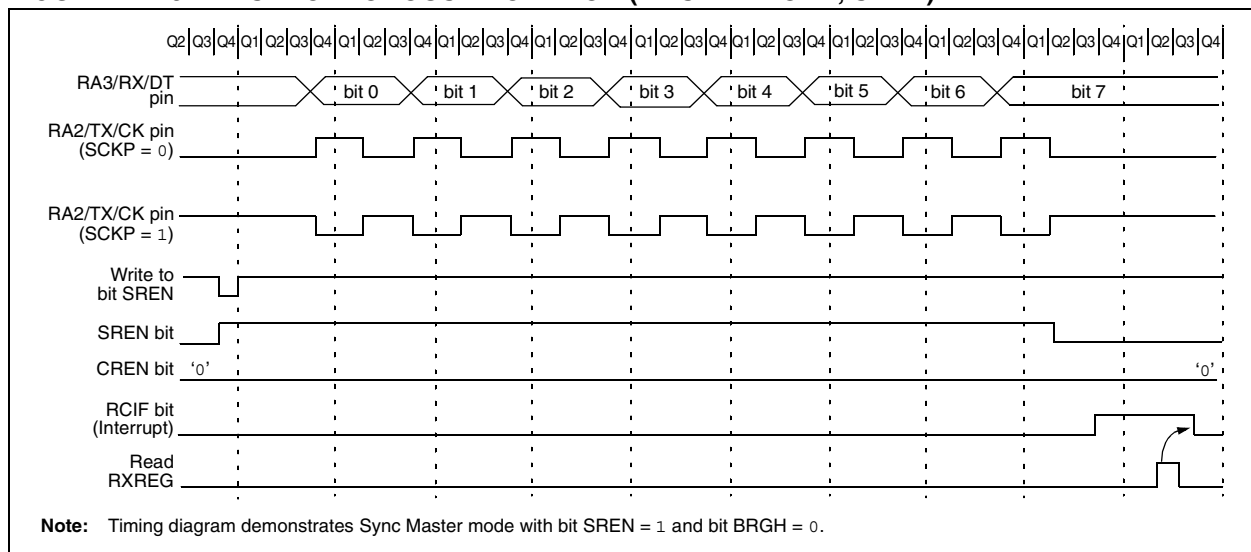 Q2 Q3 Q4 Q1 Q2 Q3 Q4 Q1 Q2 Q3 Q4 Q1 Q2 Q3 Q4 Q1 Q2 Q3 Q4 Q1 Q2 Q3 Q4 Q1 Q2 Q3 Q4 Q1 Q2 Q3 Q4 Q1 Q2 Q3 Q4 Q1 Q2 Q3 Q4 Q1 Q2 Q3 Q4
RA3/RX/DT
pin
bit 0 bit 1 bit 2 bit 3 bit 4 bit 5 bit 6 bit 7
RA2/TX/CK pin
(SCKP = 0)
RA2/TX/CK pin
(SCKP = 1)
Write to
bit SREN
SREN bit
CREN bit ‘0’ ‘0’
RCIF bit
(Interrupt)
Read
RXREG
Note: Timing diagram demonstrates Sync Master mode with bit SREN = 1 and bit BRGH = 0.